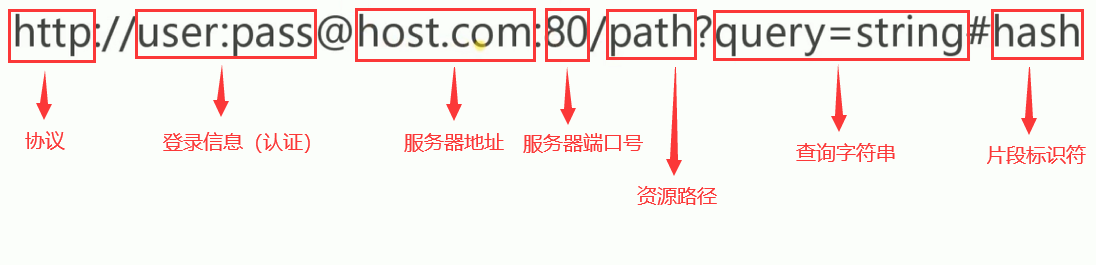 http://user:pass@host.com:80/path?query=string#hash
协议
登录信息（认证）
服务器地址
服务器端口号
查询字符串
片段标识符
资源路径